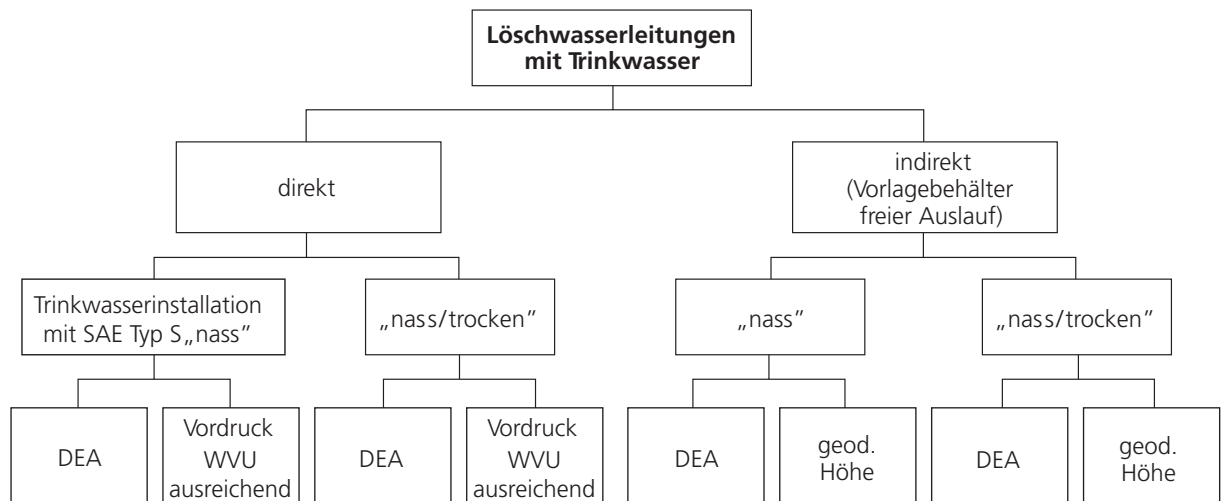 Löschwasserleitungen
mit Trinkwasser
direkt
indirekt
(Vorlagebehälter
freier Auslauf)
Trinkwasserinstallation
mit SAE Typ S „nass”
„nass/trocken”
„nass”
„nass/trocken”
DEA
Vordruck
WVU
ausreichend
DEA
Vordruck
WVU
ausreichend
DEA
geod.
Höhe
DEA
geod.
Höhe